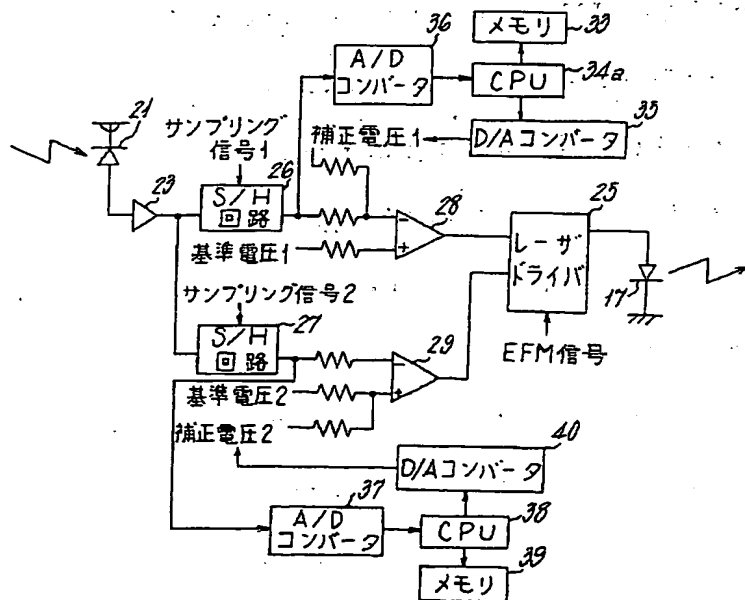 メモリ
33
36
A/D
コンバータ
CPU
34a
21
サンプリング
信号1
補正電圧1
D/Aコンバータ
35
23
S/H
回路
26
28
25
レーザ
ドライバ
基準電圧1
17
サンプリング信号2
EFM信号
S/H
回路
27
29
基準電圧2
補正電圧2
40
D/Aコンバータ
37
A/D
コンバータ
CPU
38
メモリ
39